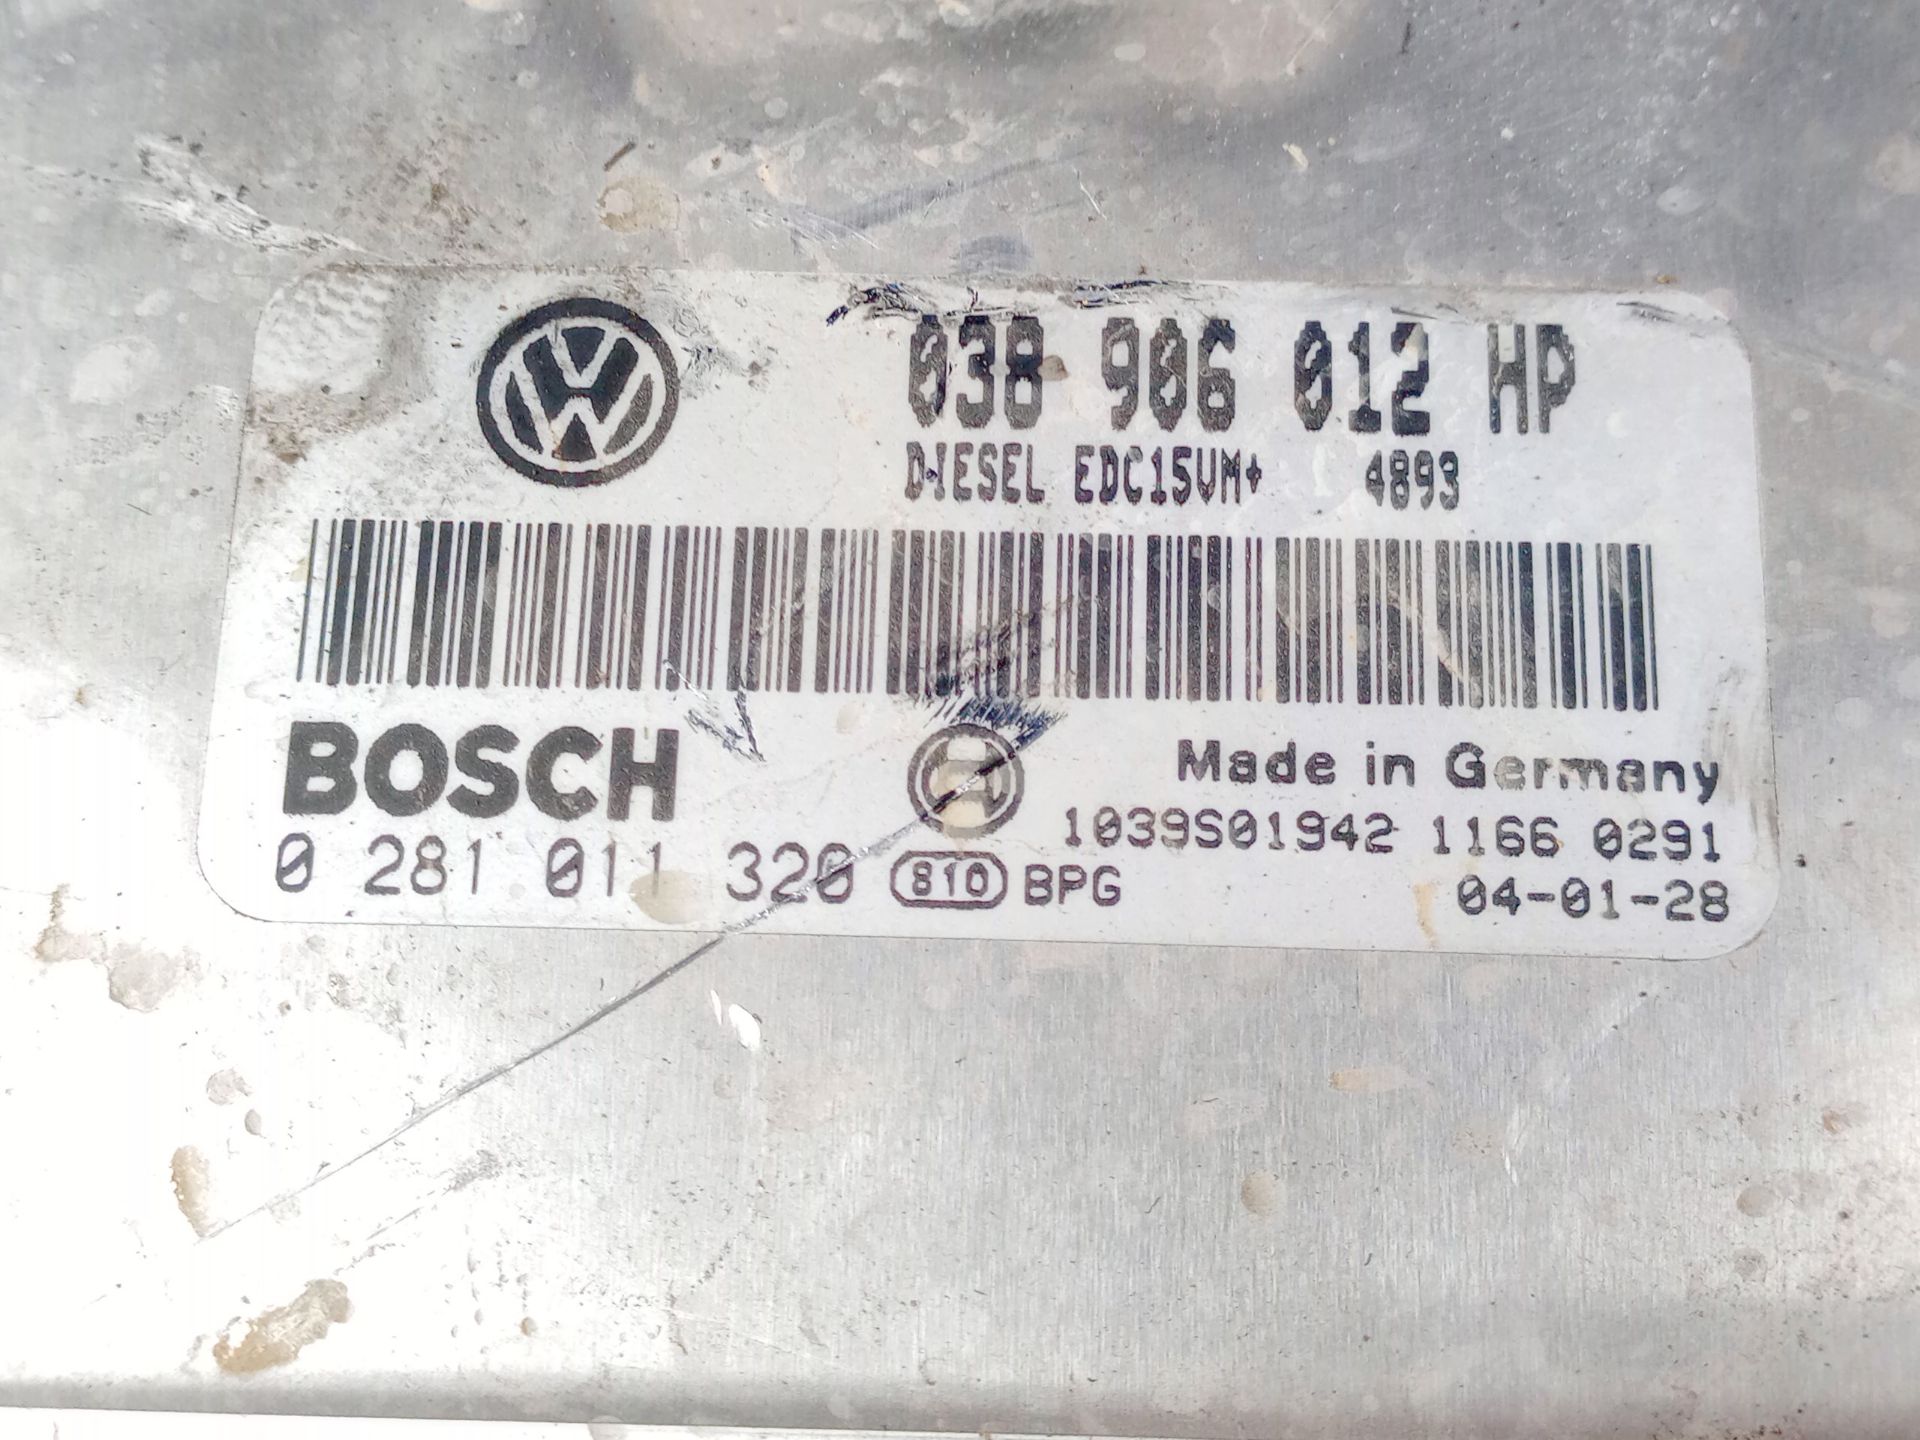 038 906 012 HP
DIESEL EDC15VM+ 4893
BOSCH
Made in Germany
1039S01942 1166 0291
0 281 011 320 810 BPG 04-01-28